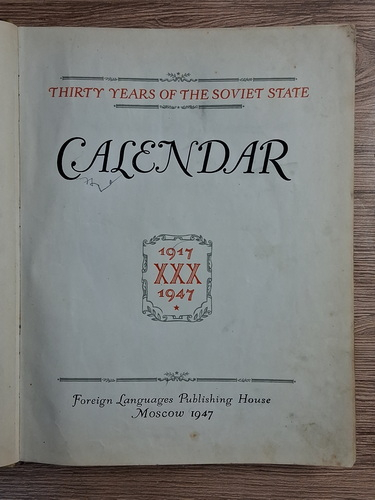 THIRTY YEARS OF THE SOVIET STATE
CALENDAR
1917
XXX
1947
Foreign Languages Publishing House
Moscow 1947